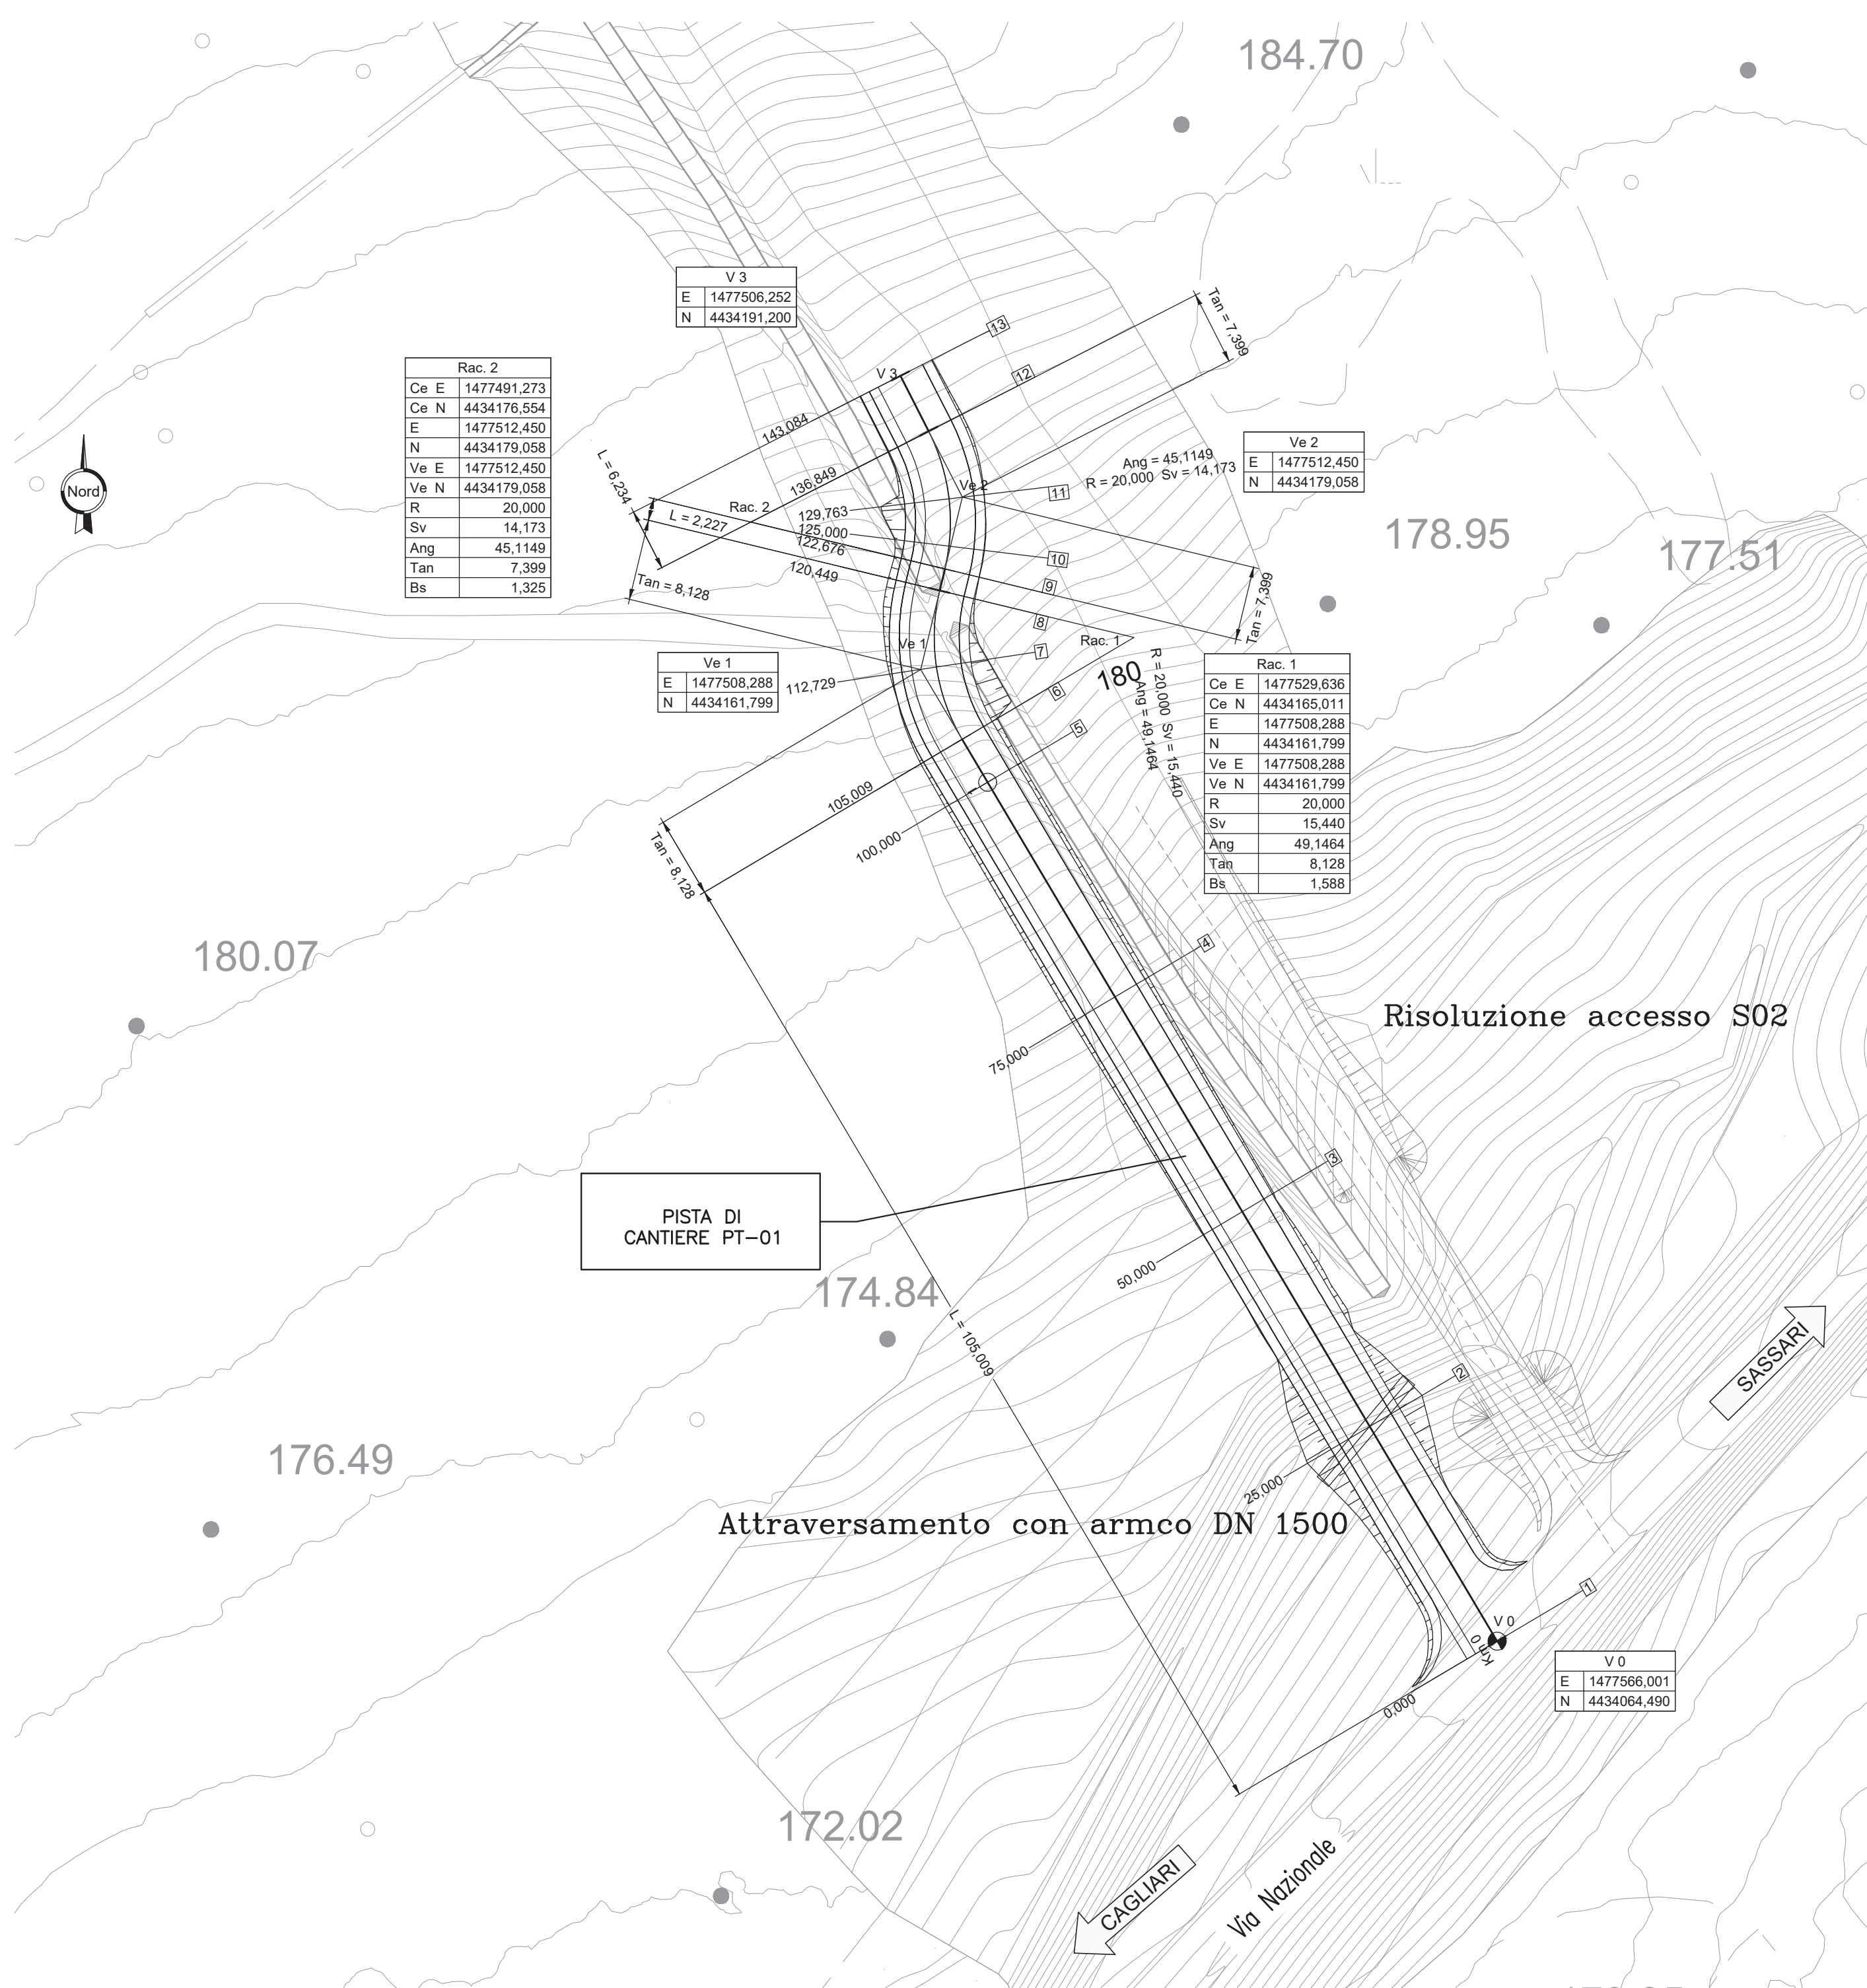 184.70
V 3
E 1477506,252
N 4434191,200
Rac. 2
Ce E 1477491,273
Ce N 4434176,554
E 1477512,450
N 4434179,058
Ve E 1477512,450
Ve N 4434179,058
R 20,000
Sv 14,173
Ang 45,1149
Tan 7,399
Bs 1,325
Nord
13
Tan = 7,399
V 3
12
143,084
Ve 2
E 1477512,450
N 4434179,058
Ang = 45,1149
R = 20,000 Sv = 14,173
L = 6,234
136,849
Ve 2
11
Rac. 2
129,763
L = 2,227
125,000
122,676
120,449
10
9
178.95
177.51
Tan = 8,128
Tan = 7,399
8
Ve 1
Rac. 1
7
Ve 1
E 1477508,288
N 4434161,799
112,729
180
6
R = 20,000 Sv = 15,440
Ang = 49,1464
Rac. 1
Ce E 1477529,636
Ce N 4434165,011
E 1477508,288
N 4434161,799
Ve E 1477508,288
Ve N 4434161,799
R 20,000
Sv 15,440
Ang 49,1464
Tan 8,128
Bs 1,588
5
105,009
100,000
Tan = 8,128
180.07
4
Risoluzione accesso S02
75,000
3
PISTA DI
CANTIERE PT-01
50,000
174.84
L = 105,009
SASSARI
2
176.49
25,000
Attraversamento con armco DN 1500
1
V 0
Km 0
V 0
E 1477566,001
N 4434064,490
0,000
172.02
CAGLIARI
Via Nazionale